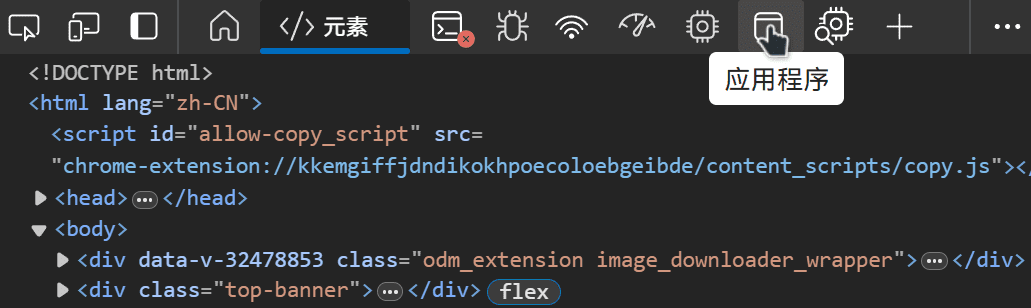 </> 元素
应用程序
<!DOCTYPE html>
<html lang="zh-CN">
<script id="allow-copy_script" src=
"chrome-extension://kkemgiffjdndikokhpoecoloebgeibde/content_scripts/copy.js"></
<head>…</head>
<body>
<div data-v-32478853 class="odm_extension image_downloader_wrapper">…</div>
<div class="top-banner">…</div> flex